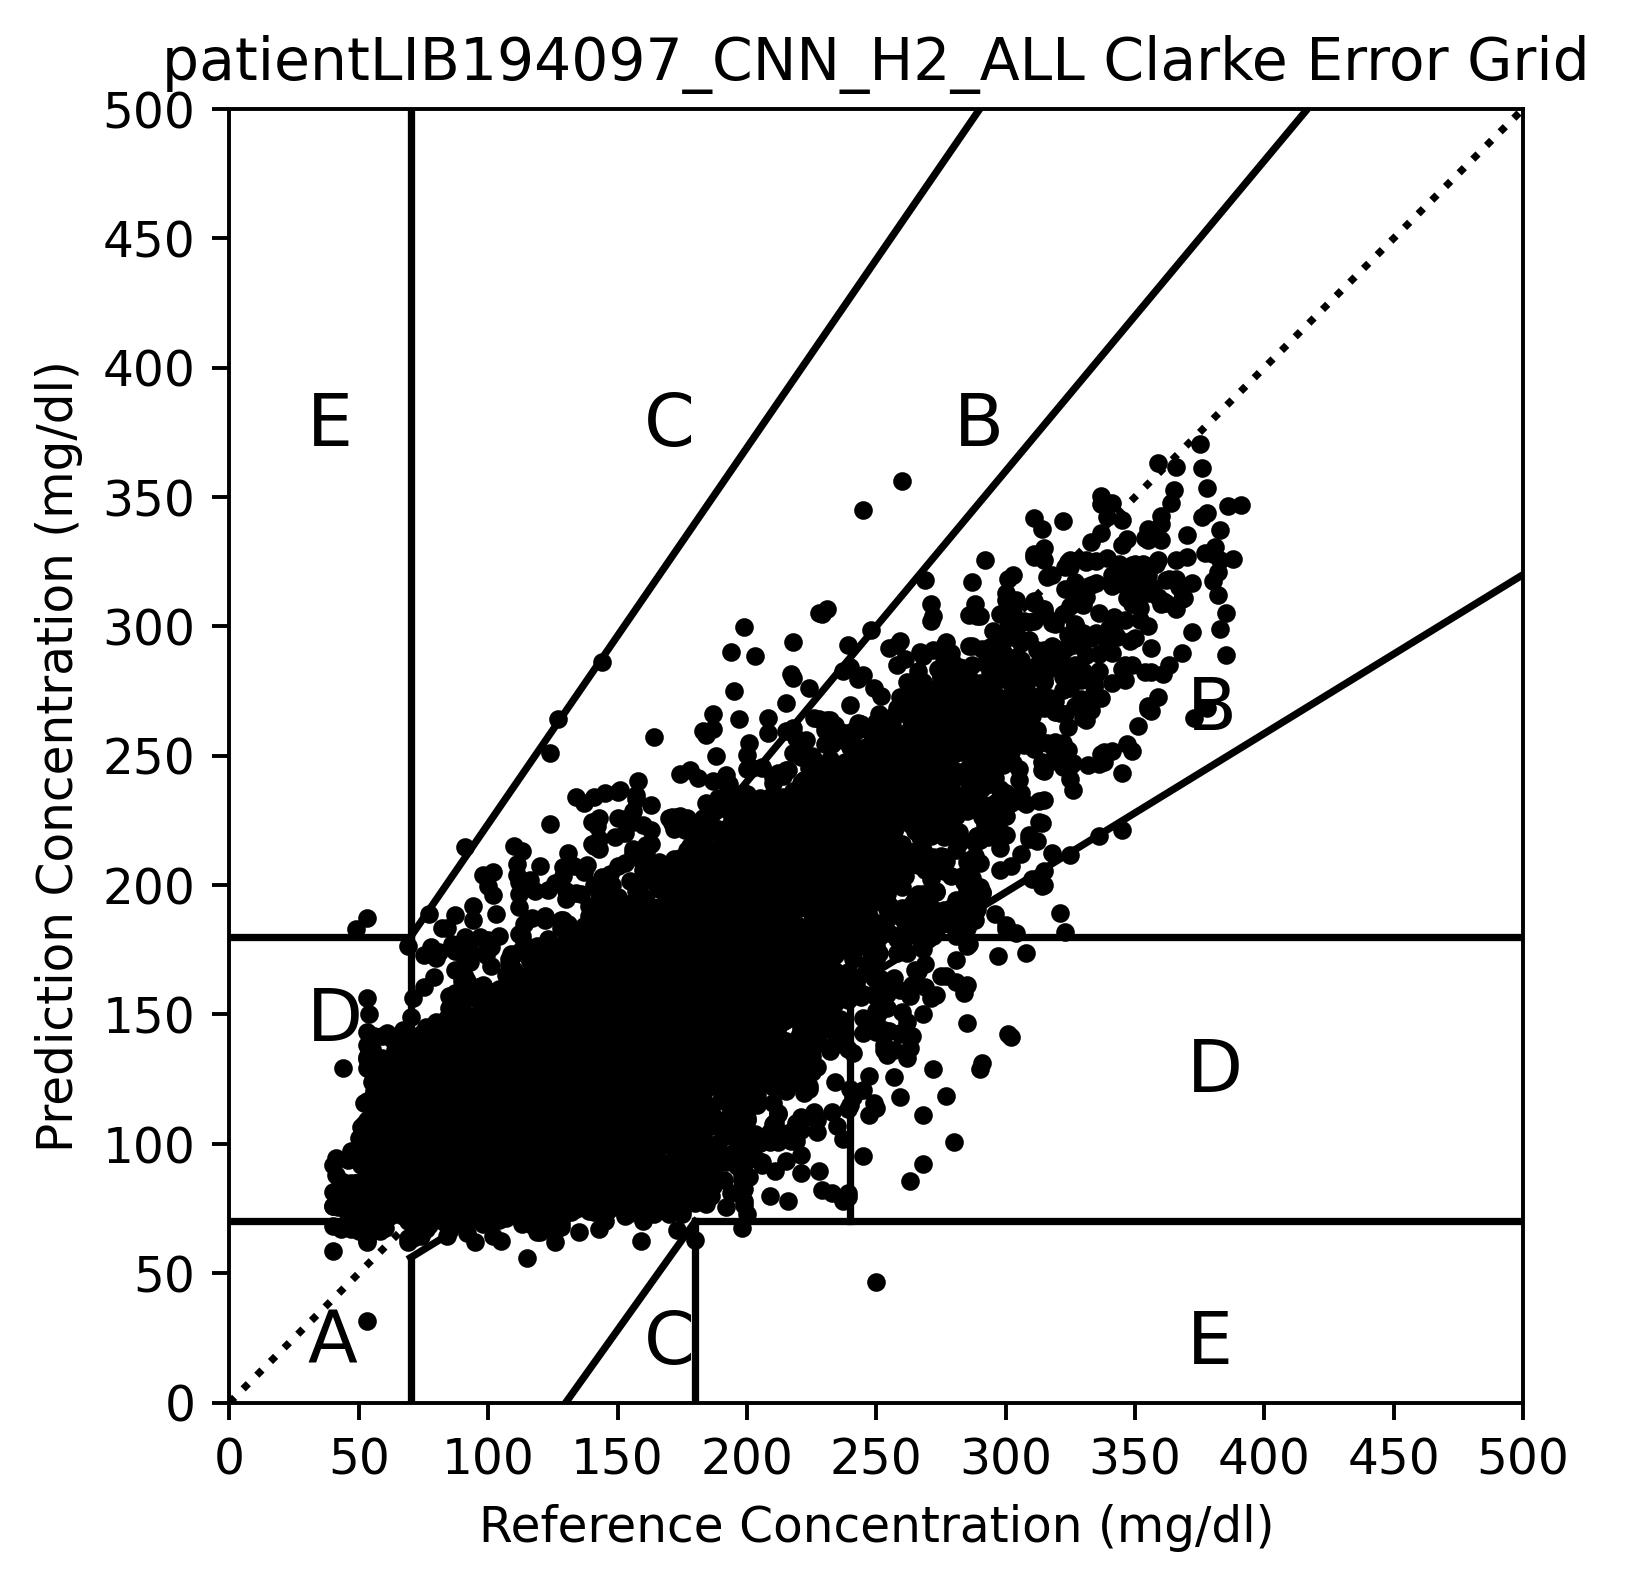 patientLIB194097_CNN_H2_ALL Clarke Error Grid
500
450
400
350
300
250
200
150
100
50
0
Prediction Concentration (mg/dl)
E
C
B
B
D
D
A
C
E
0 50 100 150 200 250 300 350 400 450 500
Reference Concentration (mg/dl)